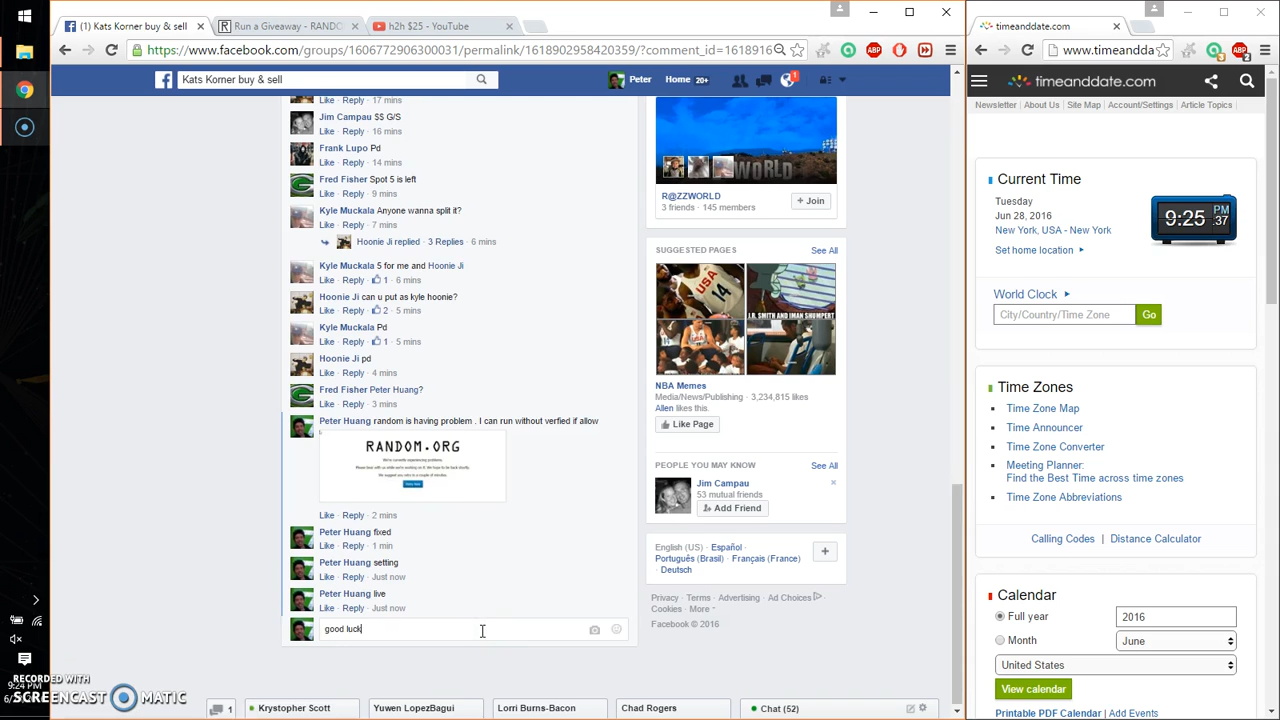 (1) Kats Korner buy & sell
Run a Giveaway - RANDO
h2h $25 - YouTube
timeanddate.com
https://www.facebook.com/groups/1606772906300031/permalink/1618902958420359/?comment_id=1618916
www.timeandda
Kats Korner buy & sell
Peter
Home 20+
1
timeanddate.com
Newsletter
About Us
Site Map
Account/Settings
Article Topics
Like · Reply · 17 mins
Jim Campau $$ G/S
Like · Reply · 16 mins
Frank Lupo Pd
Like · Reply · 14 mins
Fred Fisher Spot 5 is left
Like · Reply · 9 mins
Kyle Muckala Anyone wanna split it?
Like · Reply · 7 mins
Hoonie Ji replied · 3 Replies · 6 mins
Kyle Muckala 5 for me and Hoonie Ji
Like · Reply · 1 · 6 mins
Hoonie Ji can u put as kyle hoonie?
Like · Reply · 2 · 5 mins
Kyle Muckala Pd
Like · Reply · 1 · 5 mins
Hoonie Ji pd
Like · Reply · 4 mins
Fred Fisher Peter Huang?
Like · Reply · 3 mins
Peter Huang random is having problem . I can run without verfied if allow
RANDOM.ORG
Like · Reply · 2 mins
Peter Huang fixed
Like · Reply · 1 min
Peter Huang setting
Like · Reply · Just now
Peter Huang live
Like · Reply · Just now
good luck
R@ZZWORLD
3 friends · 145 members
+ Join
SUGGESTED PAGES
See All
USA
14
J.R. SMITH AND IMAN SHUMPERT
NBA Memes
Media/News/Publishing · 3,234,815 likes
Allen likes this.
Like Page
PEOPLE YOU MAY KNOW
See All
Jim Campau
53 mutual friends
Add Friend
English (US) · Español ·
Português (Brasil) · Français (France) ·
Deutsch
Privacy · Terms · Advertising · Ad Choices
Cookies · More
Facebook © 2016
Current Time
Tuesday
Jun 28, 2016
New York, USA - New York
Set home location
9:25 PM :37
World Clock
City/Country/Time Zone
Go
Time Zones
Time Zone Map
Time Announcer
Time Zone Converter
Meeting Planner:
Find the Best Time across time zones
Time Zone Abbreviations
Calling Codes | Distance Calculator
Calendar
Full year
2016
Month
June
United States
View calendar
Printable PDF Calendar | Add Events
RECORDED WITH
SCREENCAST MATIC
9:24 PM
1
Krystopher Scott
Yuwen LopezBagui
Lorri Burns-Bacon
Chad Rogers
Chat (52)